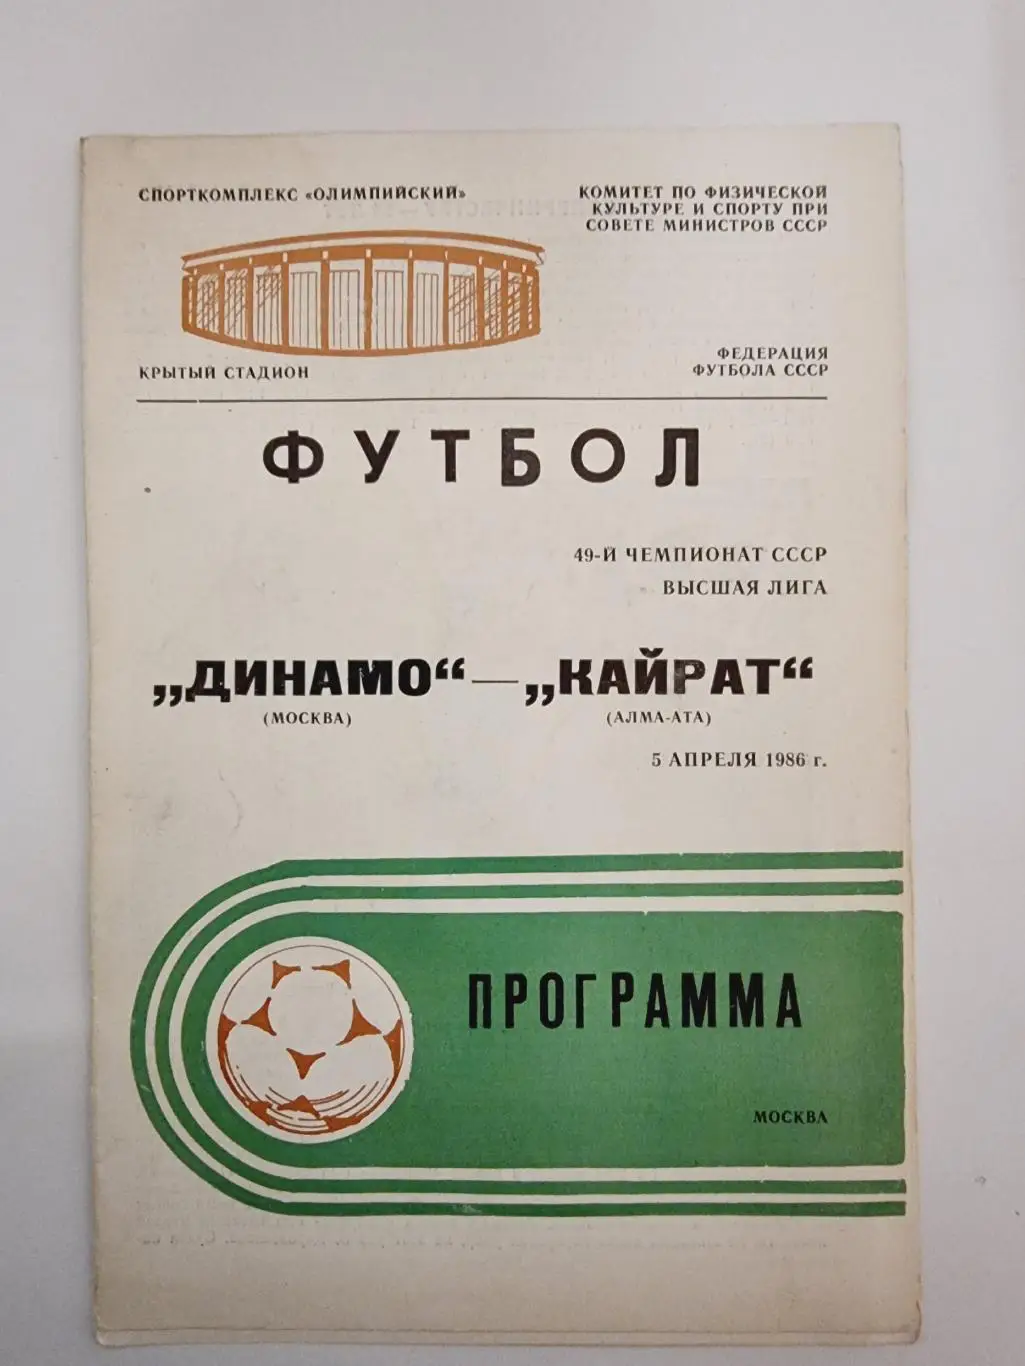 СПОРТКОМПЛЕКС «ОЛИМПИЙСКИЙ»
КОМИТЕТ ПО ФИЗИЧЕСКОЙ
КУЛЬТУРЕ И СПОРТУ ПРИ
СОВЕТЕ МИНИСТРОВ СССР
КРЫТЫЙ СТАДИОН
ФЕДЕРАЦИЯ
ФУТБОЛА СССР
ФУТБОЛ
49-Й ЧЕМПИОНАТ СССР
ВЫСШАЯ ЛИГА
„ДИНАМО“ — „КАЙРАТ“
(МОСКВА) (АЛМА-АТА)
5 АПРЕЛЯ 1986 г.
ПРОГРАММА
МОСКВА